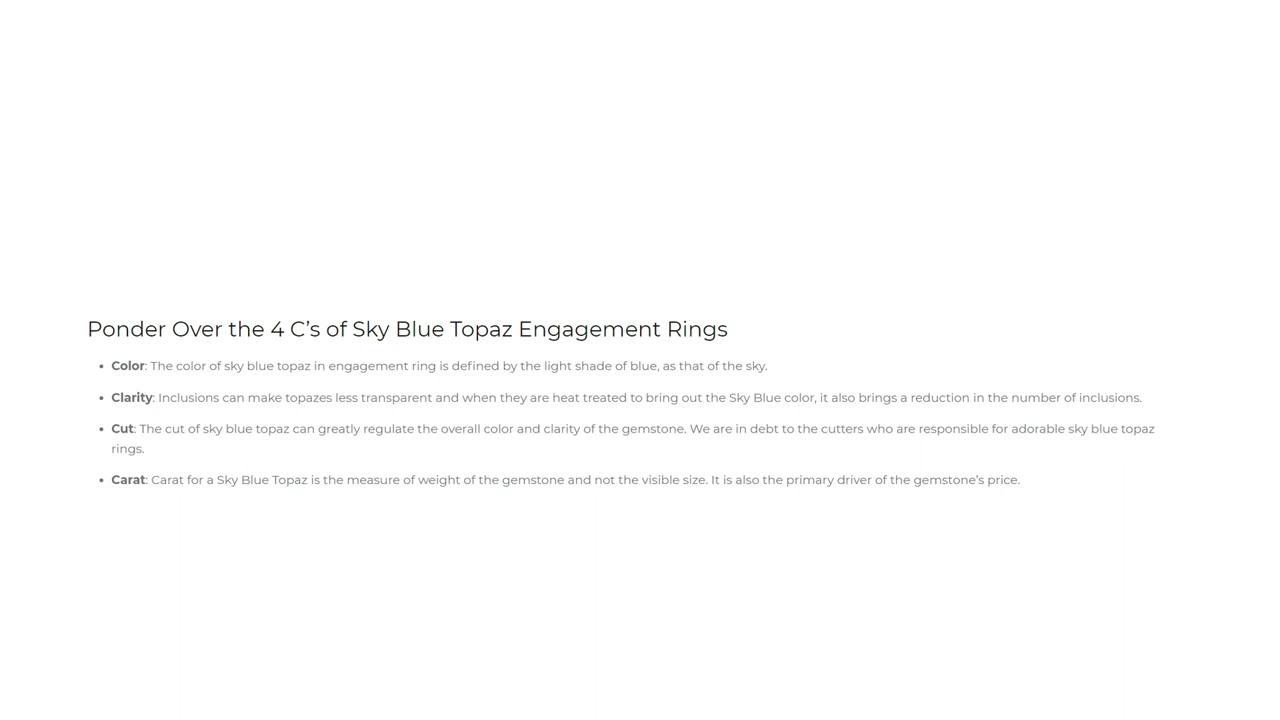 Ponder Over the 4 C’s of Sky Blue Topaz Engagement Rings
• Color: The color of sky blue topaz in engagement ring is defined by the light shade of blue, as that of the sky.
• Clarity: Inclusions can make topazes less transparent and when they are heat treated to bring out the Sky Blue color, it also brings a reduction in the number of inclusions.
• Cut: The cut of sky blue topaz can greatly regulate the overall color and clarity of the gemstone. We are in debt to the cutters who are responsible for adorable sky blue topaz
rings.
• Carat: Carat for a Sky Blue Topaz is the measure of weight of the gemstone and not the visible size. It is also the primary driver of the gemstone’s price.